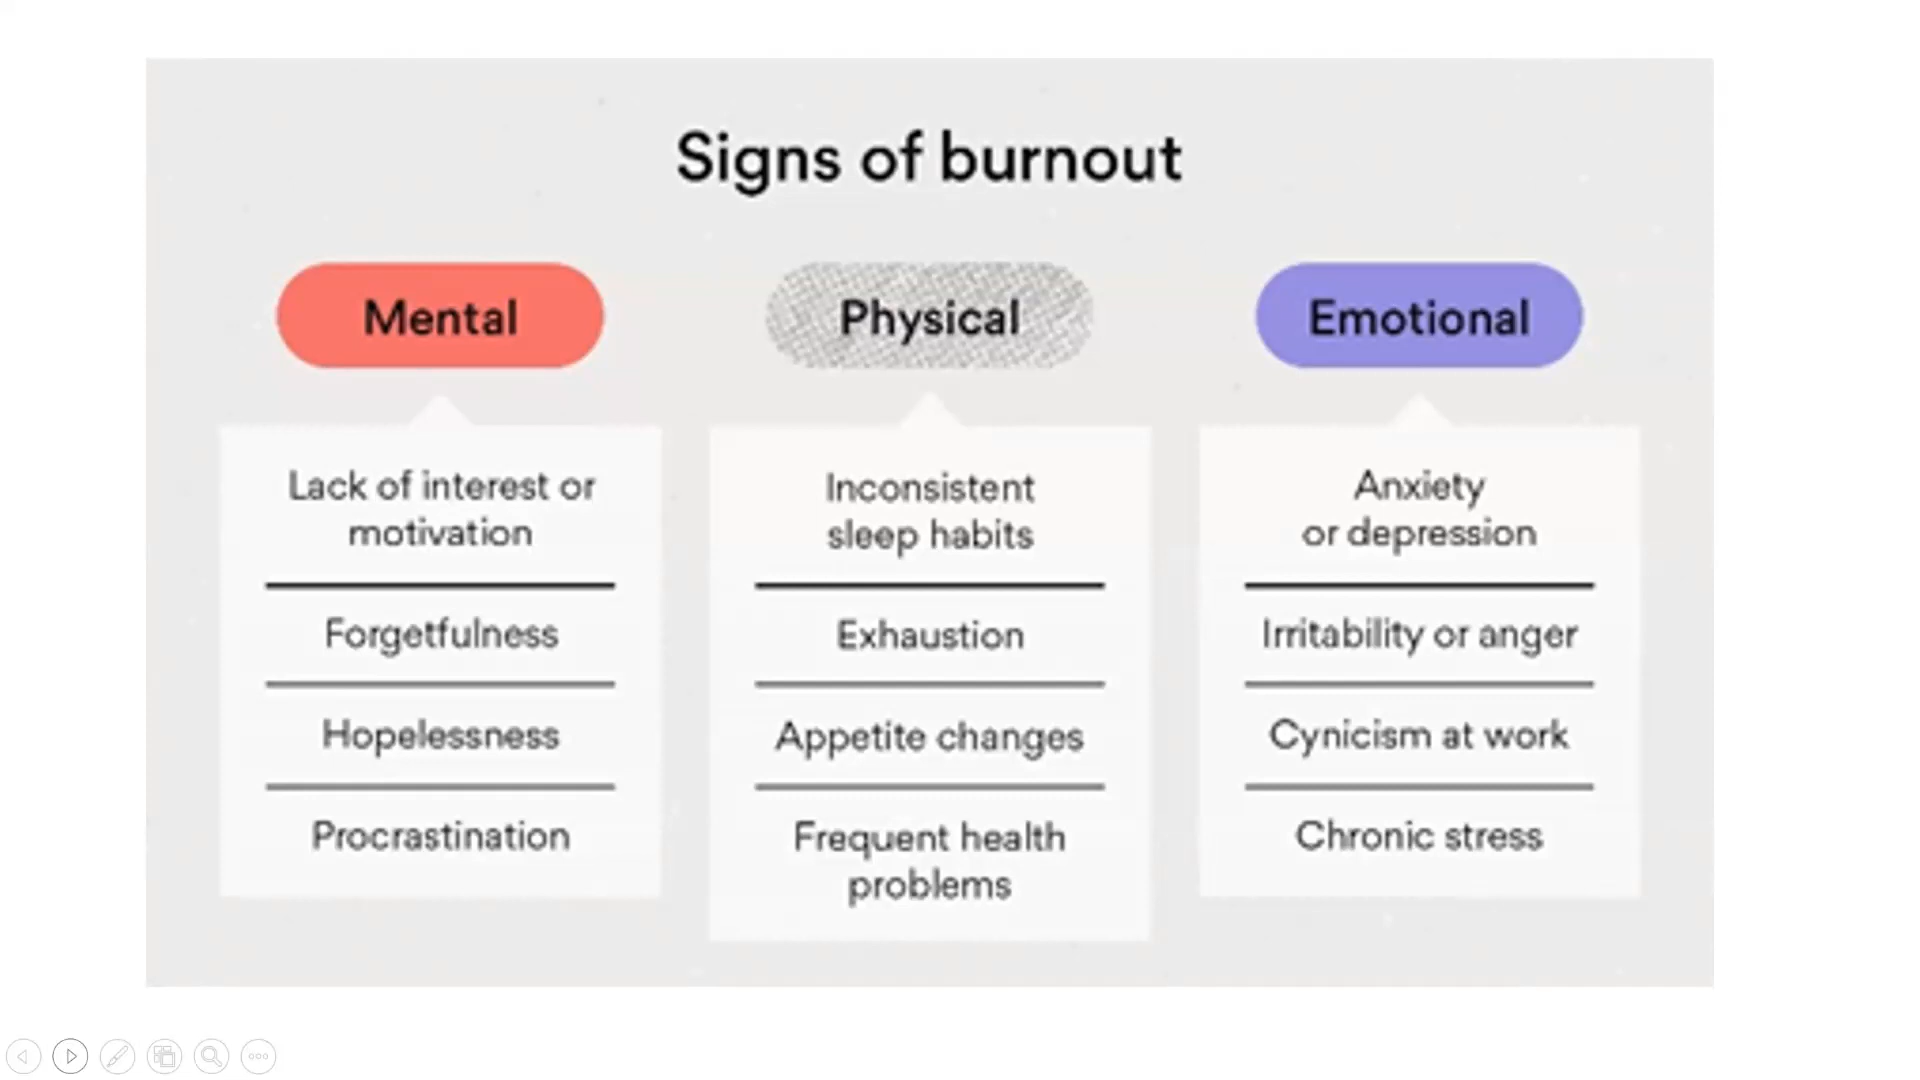 Signs of burnout
Mental
Lack of interest or
motivation
Forgetfulness
Hopelessness
Procrastination
Physical
Inconsistent
sleep habits
Exhaustion
Appetite changes
Frequent health
problems
Emotional
Anxiety
or depression
Irritability or anger
Cynicism at work
Chronic stress